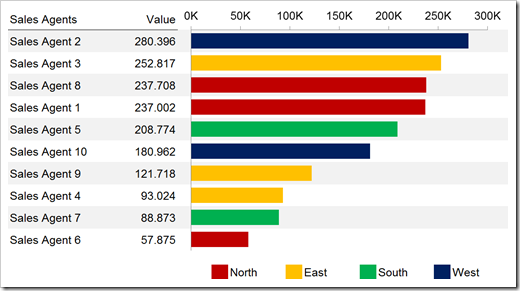 Sales Agents Value 0K 50K 100K 150K 200K 250K 300K
Sales Agent 2 280.396
Sales Agent 3 252.817
Sales Agent 8 237.708
Sales Agent 1 237.002
Sales Agent 5 208.774
Sales Agent 10 180.962
Sales Agent 9 121.718
Sales Agent 4 93.024
Sales Agent 7 88.873
Sales Agent 6 57.875
North East South West